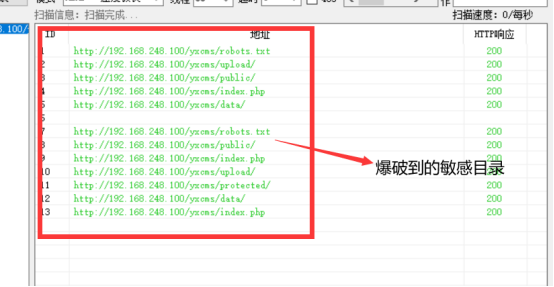 模式 线程 超时 403
扫描信息: 扫描完成... 扫描速度: 0/每秒
ID 地址 HTTP响应
1 http://192.168.248.100/yxcms/robots.txt 200
2 http://192.168.248.100/yxcms/upload/ 200
3 http://192.168.248.100/yxcms/public/ 200
4 http://192.168.248.100/yxcms/index.php 200
5 http://192.168.248.100/yxcms/data/ 200
6
7 http://192.168.248.100/yxcms/robots.txt 200
8 http://192.168.248.100/yxcms/public/ 200
9 http://192.168.248.100/yxcms/index.php 200
爆破到的敏感目录
10 http://192.168.248.100/yxcms/upload/ 200
11 http://192.168.248.100/yxcms/protected/ 200
12 http://192.168.248.100/yxcms/data/ 200
13 http://192.168.248.100/yxcms/index.php 200